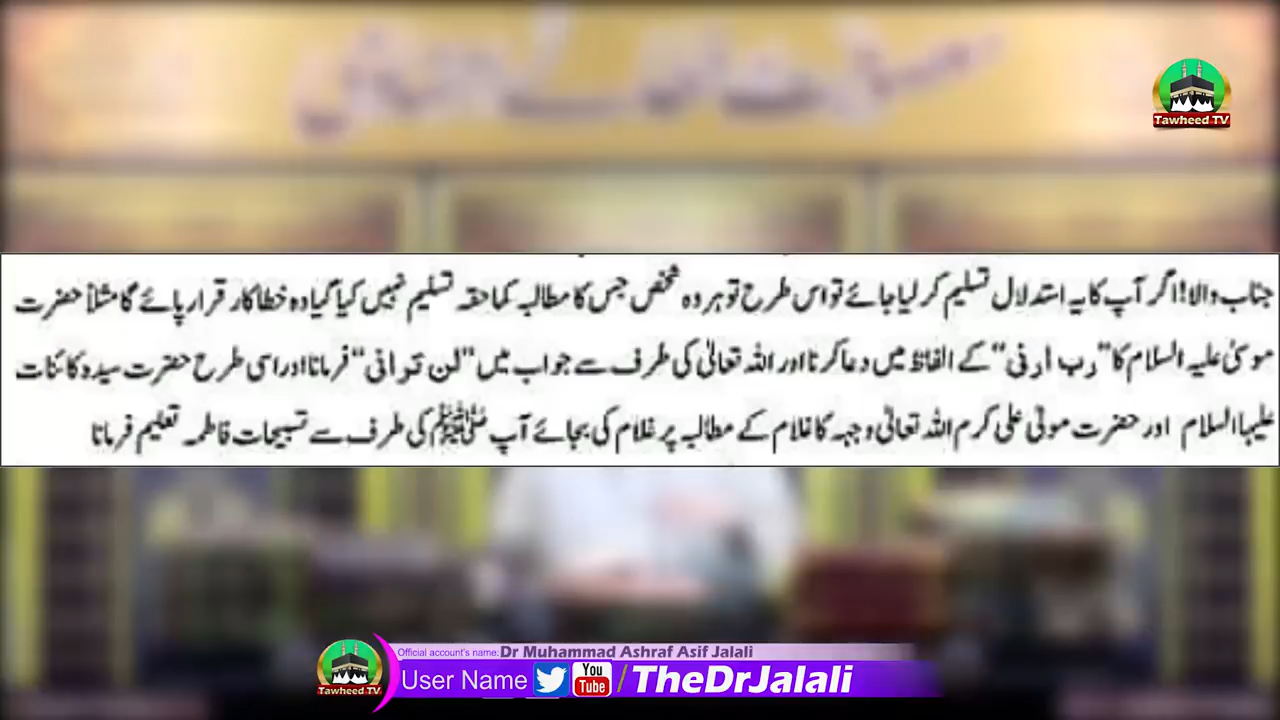 Tawheed TV
جناب والا! اگر آپ کا یہ استدلال تسلیم کر لیا جائے تو اس طرح تو ہر وہ شخص جس کا مطالبہ کما حقہ تسلیم نہیں کیا گیا وہ خطا کار قرار پائے گا مثلاً حضرت
موسیٰ علیہ السلام کا ”رب ارنی“ کے الفاظ میں دعا کرنا اور اللہ تعالیٰ کی طرف سے جواب میں ”لن ترانی“ فرمانا اور اسی طرح حضرت سیدہ کائنات
علیہا السلام اور حضرت مولیٰ علی کرم اللہ تعالیٰ وجہہ کا غلام کے مطالبہ پر غلام کی بجائے آپ ﷺ کی طرف سے تسبیحات فاطمہ تعلیم فرمانا
Official account's name: Dr Muhammad Ashraf Asif Jalali
User Name You Tube / TheDrJalali
Tawheed TV